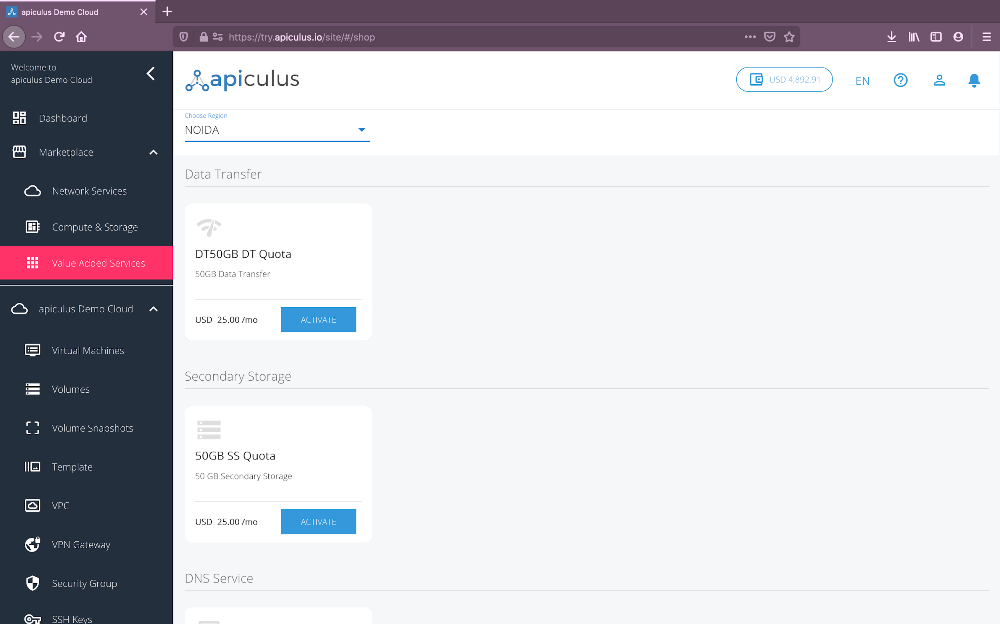 apiculus Demo Cloud
https://try.apiculus.io/site/#/shop
Welcome to
apiculus Demo Cloud
Dashboard
Marketplace
Network Services
Compute & Storage
Value Added Services
apiculus Demo Cloud
Virtual Machines
Volumes
Volume Snapshots
Template
VPC
VPN Gateway
Security Group
SSH Keys
apiculus
USD 4,892.91
EN
Choose Region
NOIDA
Data Transfer
DT50GB DT Quota
50GB Data Transfer
USD 25.00 /mo
ACTIVATE
Secondary Storage
50GB SS Quota
50 GB Secondary Storage
USD 25.00 /mo
ACTIVATE
DNS Service